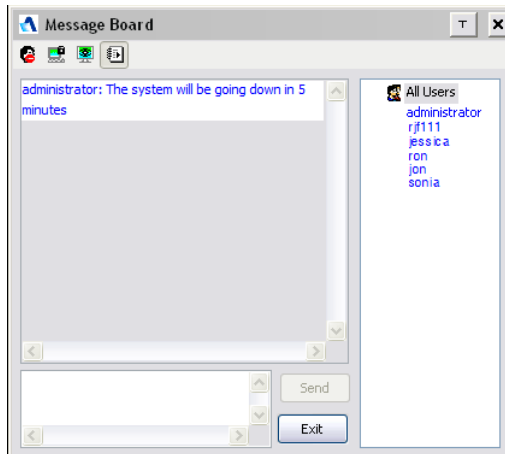 Message Board
T
X
administrator: The system will be going down in 5
minutes
All Users
administrator
rjf111
jessica
ron
jon
sonia
Send
Exit